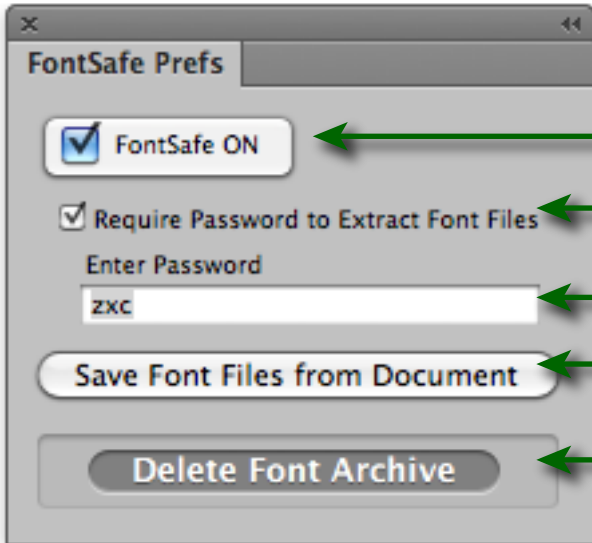 FontSafe Prefs
FontSafe ON
Require Password to Extract Font Files
Enter Password
zxc
Save Font Files from Document
Delete Font Archive